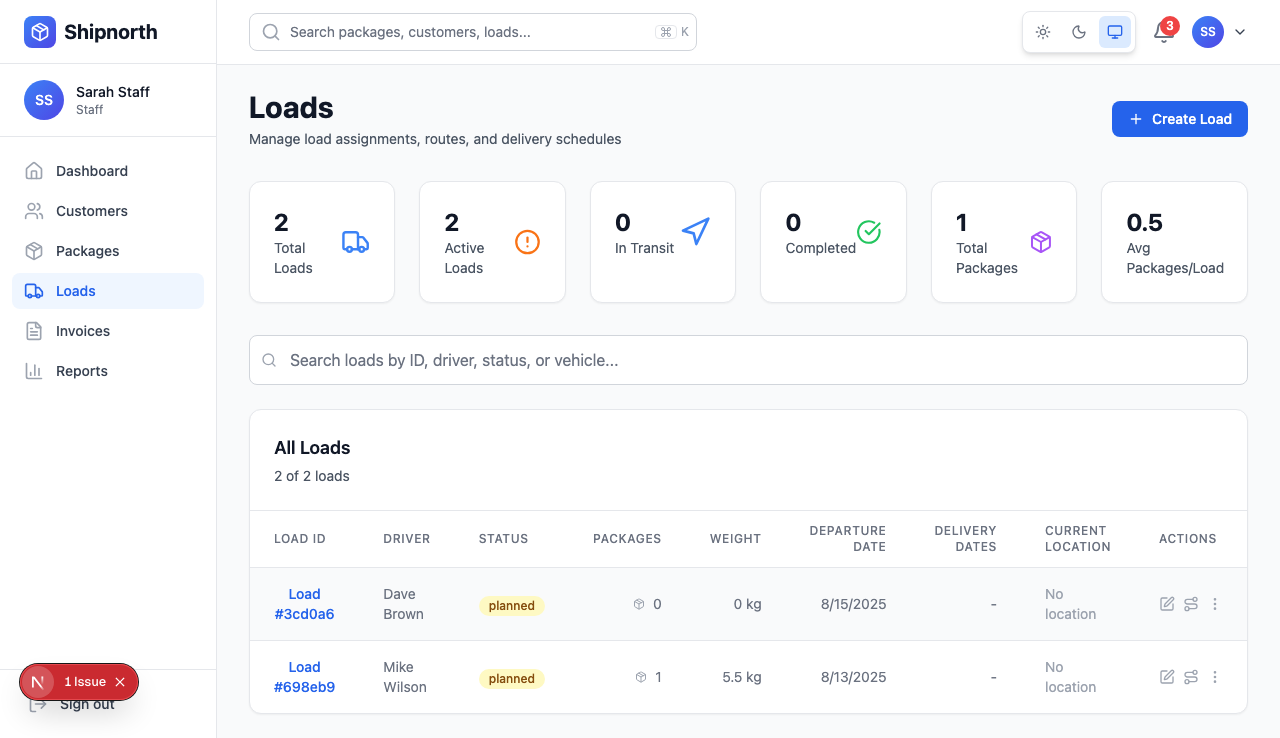 Shipnorth
Search packages, customers, loads...
⌘ K
3
SS
SS
Sarah Staff
Staff
Dashboard
Customers
Packages
Loads
Invoices
Reports
N
1 Issue
Sign out
Loads
Manage load assignments, routes, and delivery schedules
Create Load
2
Total
Loads
2
Active
Loads
0
In Transit
0
Completed
1
Total
Packages
0.5
Avg
Packages/Load
Search loads by ID, driver, status, or vehicle...
All Loads
2 of 2 loads
LOAD ID DRIVER STATUS PACKAGES WEIGHT DEPARTURE DATE DELIVERY DATES CURRENT LOCATION ACTIONS
Load #3cd0a6 Dave Brown planned 0 0 kg 8/15/2025 - No location
Load #698eb9 Mike Wilson planned 1 5.5 kg 8/13/2025 - No location